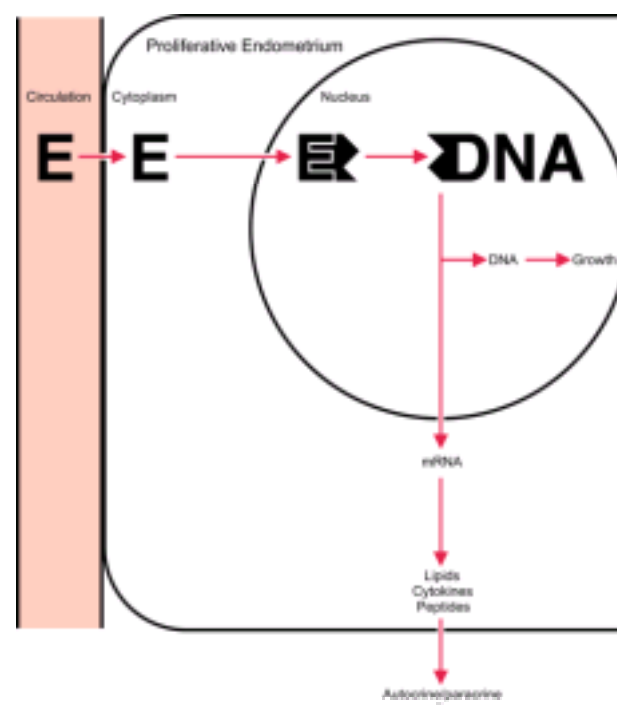 Proliferative Endometrium
Circulation
Cytoplasm
Nucleus
E
E
E
DNA
DNA
Growth
mRNA
Lipids
Cytokines
Peptides
Autocrine/paracrine